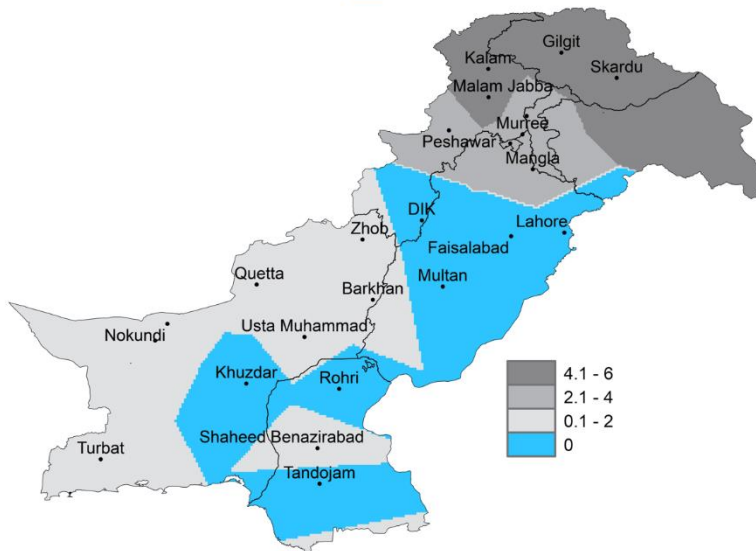 Gilgit
Kalam
Skardu
Malam Jabba
Murree
Peshawar
Mangla
DIK
Lahore
Zhob
Faisalabad
Quetta
Multan
Barkhan
Nokundi
Usta Muhammad
Khuzdar
Rohri
Shaheed Benazirabad
Turbat
Tandojam
4.1 - 6
2.1 - 4
0.1 - 2
0